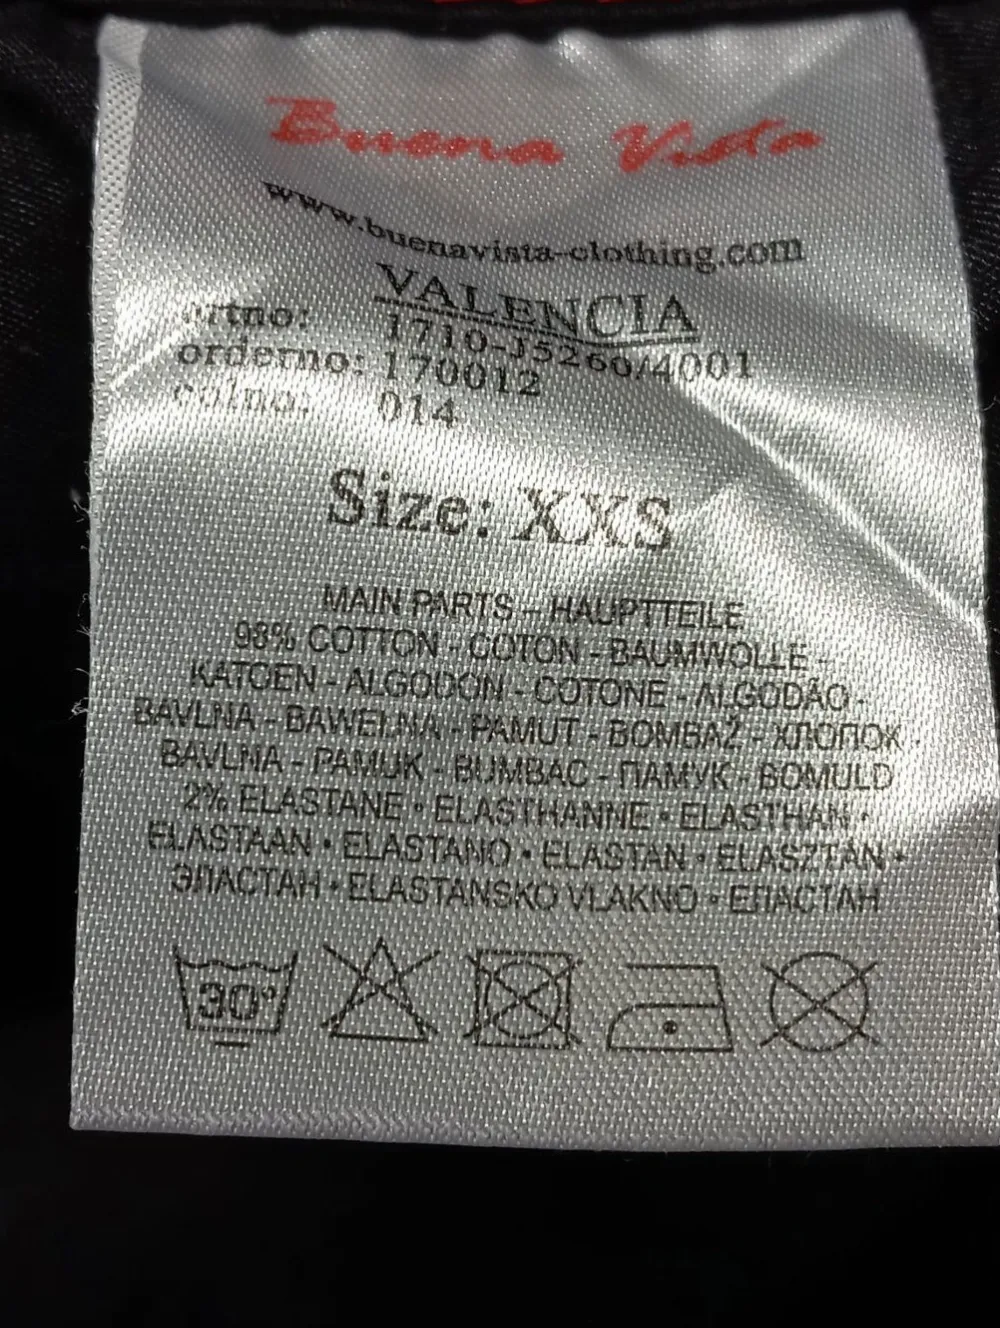 Buena Vista
www.buenavista-clothing.com
VALENCIA
artno: 1710-J5260/4001
orderno: 170012
colno. 014
Size: XXS
MAIN PARTS - HAUPTTEILE
98% COTTON - COTON - BAUMWOLLE -
KATOEN - ALGODON - COTONE - ALGODÃO -
BAVLNA - BAWEŁNA - PAMUT - BOMBAŽ - ХЛОПОК -
BAVLNA - PAMUK - BUMBAC - ПАМУК - BOMULD
2% ELASTANE • ELASTHANNE • ELASTHAN •
ELASTAAN • ELASTANO • ELASTAN • ELASZTÁN •
ЭЛАСТАН • ELASTANSKO VLAKNO • ЕЛАСТАН
30°